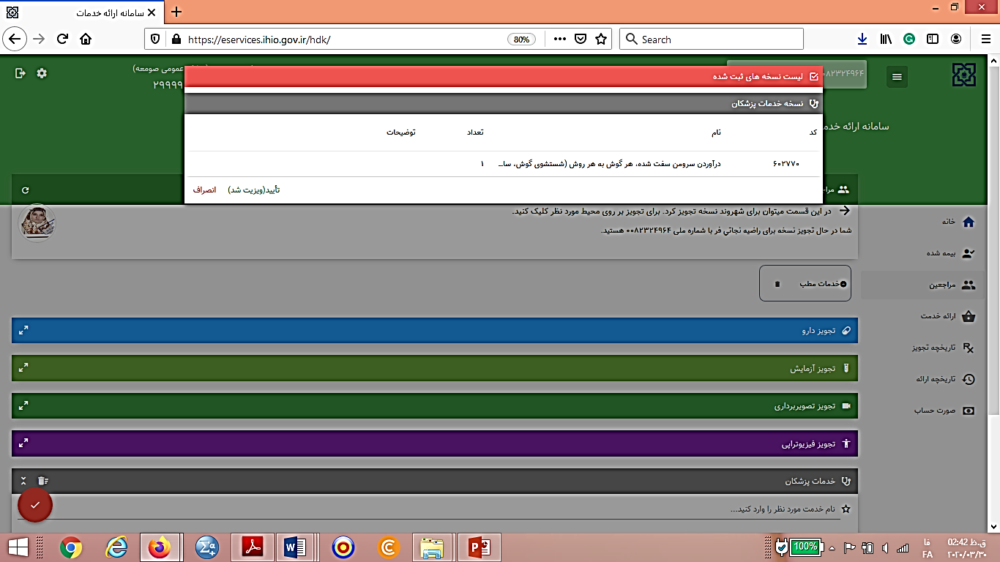 سامانه ارائه خدمات
https://eservices.ihio.gov.ir/hdk/
80%
Search
عمومی صومعه)
۲۹۹۹۹
۰۰۸۲۳۲۴۹۶۴
سامانه ارائه خدم
لیست نسخه های ثبت شده
نسخه خدمات پزشکان
کد نام تعداد توضیحات
۶۰۲۷۷۰ درآوردن سرومن سفت شده، هر گوش به هر روش (شستشوی گوش، سا... ۱
تأیید(ویزیت شد) انصراف
در این قسمت میتوان برای شهروند نسخه تجویز کرد. برای تجویز بر روی محیط مورد نظر کلیک کنید.
شما در حال تجویز نسخه برای راضیه نجاتي فر با شماره ملی ۰۰۸۲۳۲۴۹۶۴ هستید.
خدمات مطب
تجویز دارو
تجویز آزمایش
تجویز تصویربرداری
تجویز فیزیوتراپی
خدمات پزشکان
نام خدمت مورد نظر را وارد کنید...
خانه
بیمه شده
مراجعین
ارائه خدمت
تاریخچه تجویز
تاریخچه ارائه
صورت حساب
100%
فا
FA
02:42 ق.ظ
۲۰۲۰/۰۳/۳۰